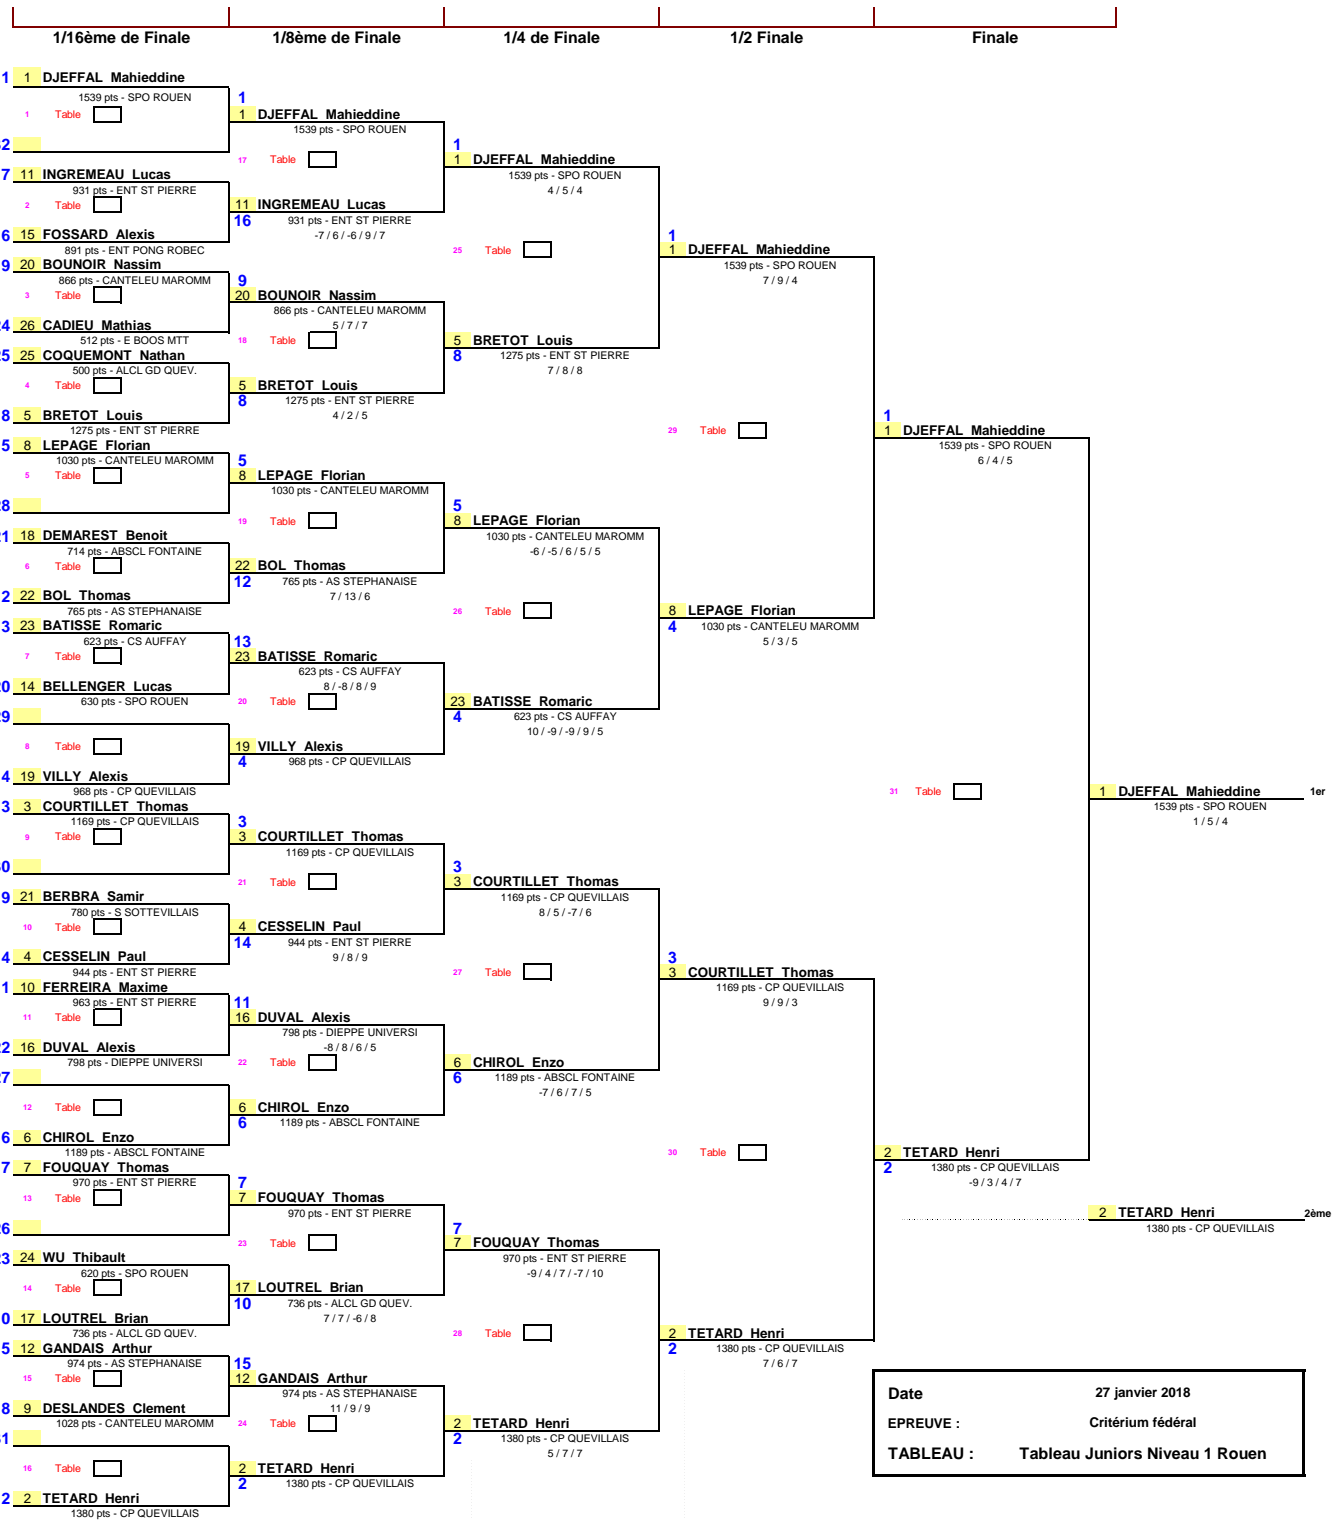 1/16ème de Finale 1/8ème de Finale 1/4 de Finale 1/2 Finale Finale
1 1 DJEFFAL Mahieddine
1539 pts - SPO ROUEN
1 Table
32
7 11 INGREMEAU Lucas
931 pts - ENT ST PIERRE
2 Table
6 15 FOSSARD Alexis
891 pts - ENT PONG ROBEC
9 20 BOUNOIR Nassim
866 pts - CANTELEU MAROMM
3 Table
24 26 CADIEU Mathias
512 pts - E BOOS MTT
25 25 COQUEMONT Nathan
500 pts - ALCL GD QUEV.
4 Table
8 5 BRETOT Louis
1275 pts - ENT ST PIERRE
5 8 LEPAGE Florian
1030 pts - CANTELEU MAROMM
5 Table
28
21 18 DEMAREST Benoit
714 pts - ABSCL FONTAINE
6 Table
2 22 BOL Thomas
765 pts - AS STEPHANAISE
3 23 BATISSE Romaric
623 pts - CS AUFFAY
7 Table
20 14 BELLENGER Lucas
630 pts - SPO ROUEN
29
8 Table
4 19 VILLY Alexis
968 pts - CP QUEVILLAIS
3 3 COURTILLET Thomas
1169 pts - CP QUEVILLAIS
9 Table
30
9 21 BERBRA Samir
780 pts - S SOTTEVILLAIS
10 Table
4 4 CESSELIN Paul
944 pts - ENT ST PIERRE
1 10 FERREIRA Maxime
963 pts - ENT ST PIERRE
11 Table
22 16 DUVAL Alexis
798 pts - DIEPPE UNIVERSI
27
12 Table
6 6 CHIROL Enzo
1189 pts - ABSCL FONTAINE
7 7 FOUQUAY Thomas
970 pts - ENT ST PIERRE
13 Table
26
23 24 WU Thibault
620 pts - SPO ROUEN
14 Table
0 17 LOUTREL Brian
736 pts - ALCL GD QUEV.
5 12 GANDAIS Arthur
974 pts - AS STEPHANAISE
15 Table
8 9 DESLANDES Clement
1028 pts - CANTELEU MAROMM
31
16 Table
2 2 TETARD Henri
1380 pts - CP QUEVILLAIS
1
1 DJEFFAL Mahieddine
1539 pts - SPO ROUEN
17 Table
11 INGREMEAU Lucas
16 931 pts - ENT ST PIERRE
-7 / 6 / -6 / 9 / 7
9
20 BOUNOIR Nassim
866 pts - CANTELEU MAROMM
5 / 7 / 7
18 Table
5 BRETOT Louis
8 1275 pts - ENT ST PIERRE
4 / 2 / 5
5
8 LEPAGE Florian
1030 pts - CANTELEU MAROMM
19 Table
22 BOL Thomas
12 765 pts - AS STEPHANAISE
7 / 13 / 6
13
23 BATISSE Romaric
623 pts - CS AUFFAY
8 / -8 / 8 / 9
20 Table
19 VILLY Alexis
4 968 pts - CP QUEVILLAIS
3
3 COURTILLET Thomas
1169 pts - CP QUEVILLAIS
21 Table
4 CESSELIN Paul
14 944 pts - ENT ST PIERRE
9 / 8 / 9
11
16 DUVAL Alexis
798 pts - DIEPPE UNIVERSI
-8 / 8 / 6 / 5
22 Table
6 CHIROL Enzo
6 1189 pts - ABSCL FONTAINE
7
7 FOUQUAY Thomas
970 pts - ENT ST PIERRE
23 Table
17 LOUTREL Brian
10 736 pts - ALCL GD QUEV.
7 / 7 / -6 / 8
15
12 GANDAIS Arthur
974 pts - AS STEPHANAISE
11 / 9 / 9
24 Table
2 TETARD Henri
2 1380 pts - CP QUEVILLAIS
1
1 DJEFFAL Mahieddine
1539 pts - SPO ROUEN
4 / 5 / 4
25 Table
5 BRETOT Louis
8 1275 pts - ENT ST PIERRE
7 / 8 / 8
5
8 LEPAGE Florian
1030 pts - CANTELEU MAROMM
-6 / -5 / 6 / 5 / 5
26 Table
23 BATISSE Romaric
4 623 pts - CS AUFFAY
10 / -9 / -9 / 9 / 5
3
3 COURTILLET Thomas
1169 pts - CP QUEVILLAIS
8 / 5 / -7 / 6
27 Table
6 CHIROL Enzo
6 1189 pts - ABSCL FONTAINE
-7 / 6 / 7 / 5
7
7 FOUQUAY Thomas
970 pts - ENT ST PIERRE
-9 / 4 / 7 / -7 / 10
28 Table
2 TETARD Henri
2 1380 pts - CP QUEVILLAIS
5 / 7 / 7
1
1 DJEFFAL Mahieddine
1539 pts - SPO ROUEN
7 / 9 / 4
29 Table
8 LEPAGE Florian
4 1030 pts - CANTELEU MAROMM
5 / 3 / 5
3
3 COURTILLET Thomas
1169 pts - CP QUEVILLAIS
9 / 9 / 3
30 Table
2 TETARD Henri
2 1380 pts - CP QUEVILLAIS
7 / 6 / 7
1
1 DJEFFAL Mahieddine
1539 pts - SPO ROUEN
6 / 4 / 5
31 Table
2 TETARD Henri
2 1380 pts - CP QUEVILLAIS
-9 / 3 / 4 / 7
1 DJEFFAL Mahieddine 1er
1539 pts - SPO ROUEN
1 / 5 / 4
2 TETARD Henri 2ème
1380 pts - CP QUEVILLAIS
Date 27 janvier 2018
EPREUVE : Critérium fédéral
TABLEAU : Tableau Juniors Niveau 1 Rouen